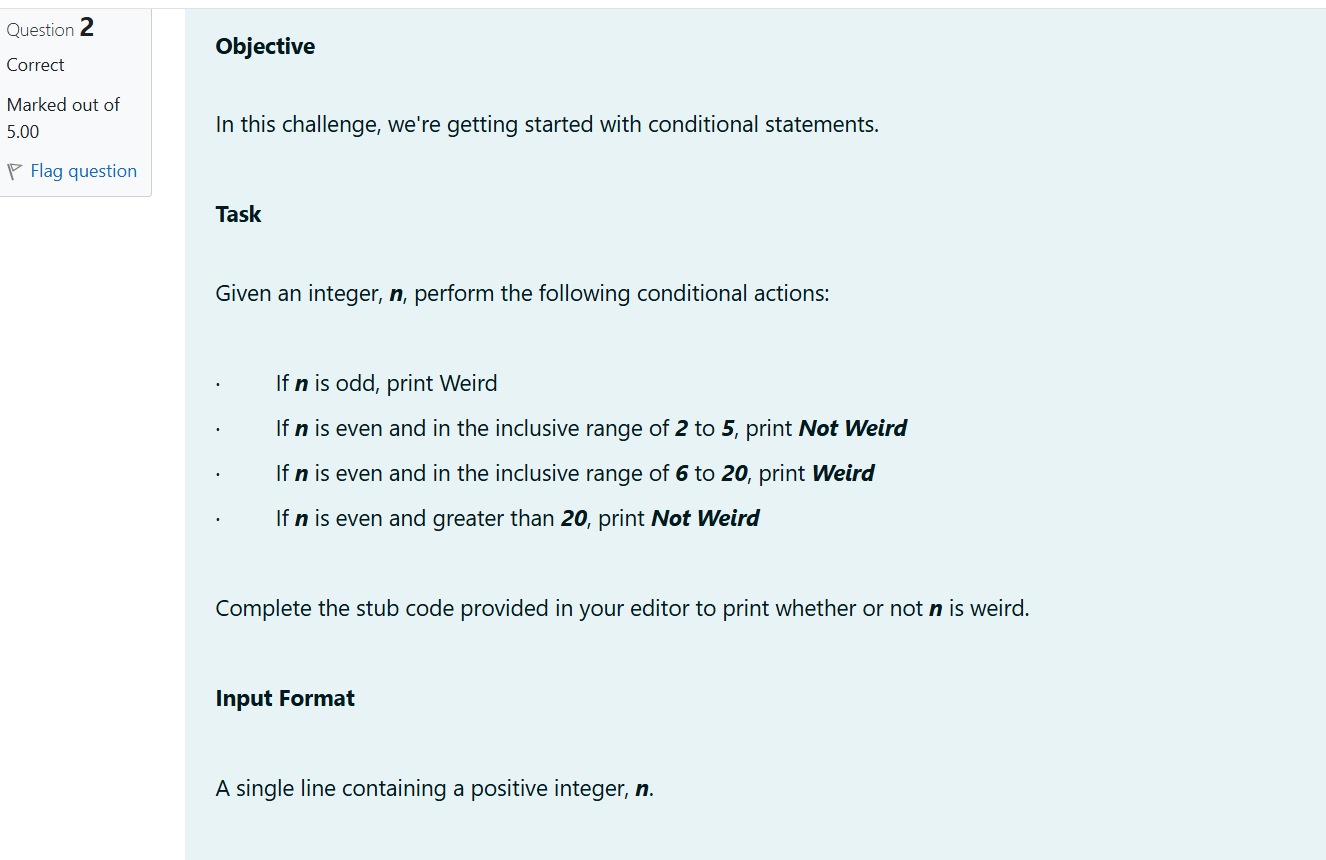 Question 2
Correct
Marked out of
5.00
Flag question
Objective
In this challenge, we're getting started with conditional statements.
Task
Given an integer, n, perform the following conditional actions:
· If n is odd, print Weird
· If n is even and in the inclusive range of 2 to 5, print Not Weird
· If n is even and in the inclusive range of 6 to 20, print Weird
· If n is even and greater than 20, print Not Weird
Complete the stub code provided in your editor to print whether or not n is weird.
Input Format
A single line containing a positive integer, n.